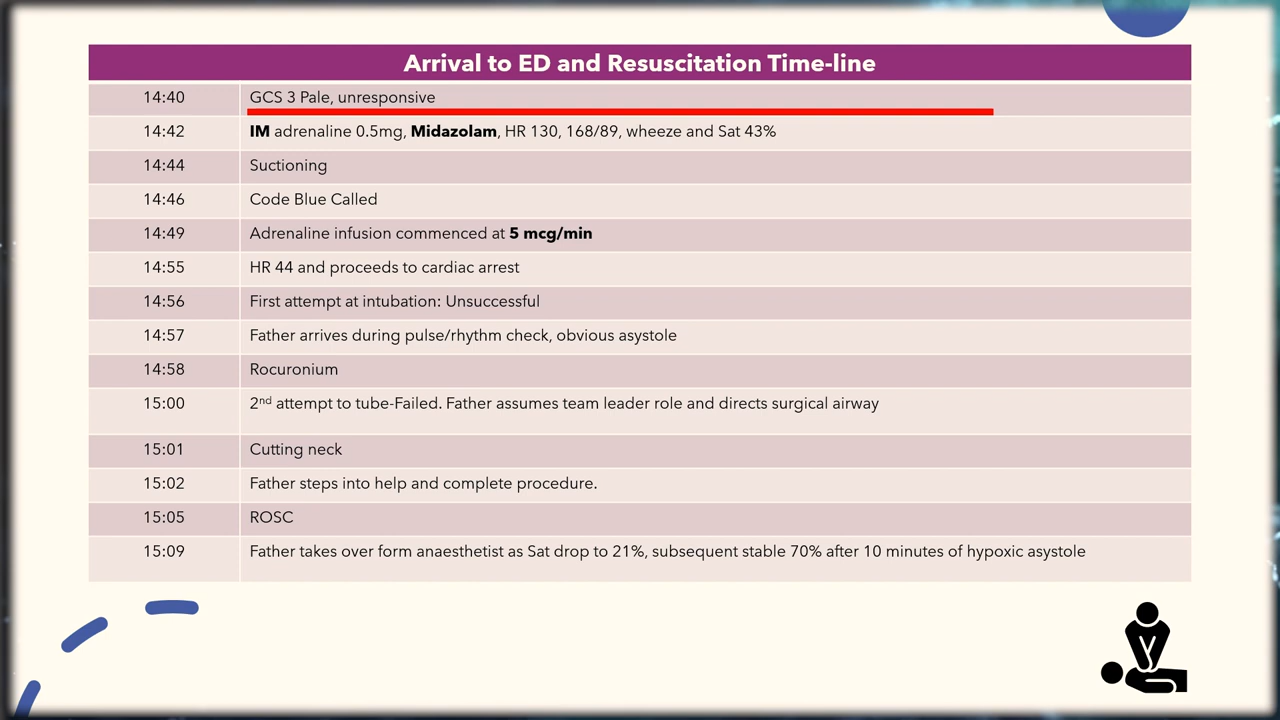 Arrival to ED and Resuscitation Time-line
14:40 GCS 3 Pale, unresponsive
14:42 IM adrenaline 0.5mg, Midazolam, HR 130, 168/89, wheeze and Sat 43%
14:44 Suctioning
14:46 Code Blue Called
14:49 Adrenaline infusion commenced at 5 mcg/min
14:55 HR 44 and proceeds to cardiac arrest
14:56 First attempt at intubation: Unsuccessful
14:57 Father arrives during pulse/rhythm check, obvious asystole
14:58 Rocuronium
15:00 2nd attempt to tube-Failed. Father assumes team leader role and directs surgical airway
15:01 Cutting neck
15:02 Father steps into help and complete procedure.
15:05 ROSC
15:09 Father takes over form anaesthetist as Sat drop to 21%, subsequent stable 70% after 10 minutes of hypoxic asystole